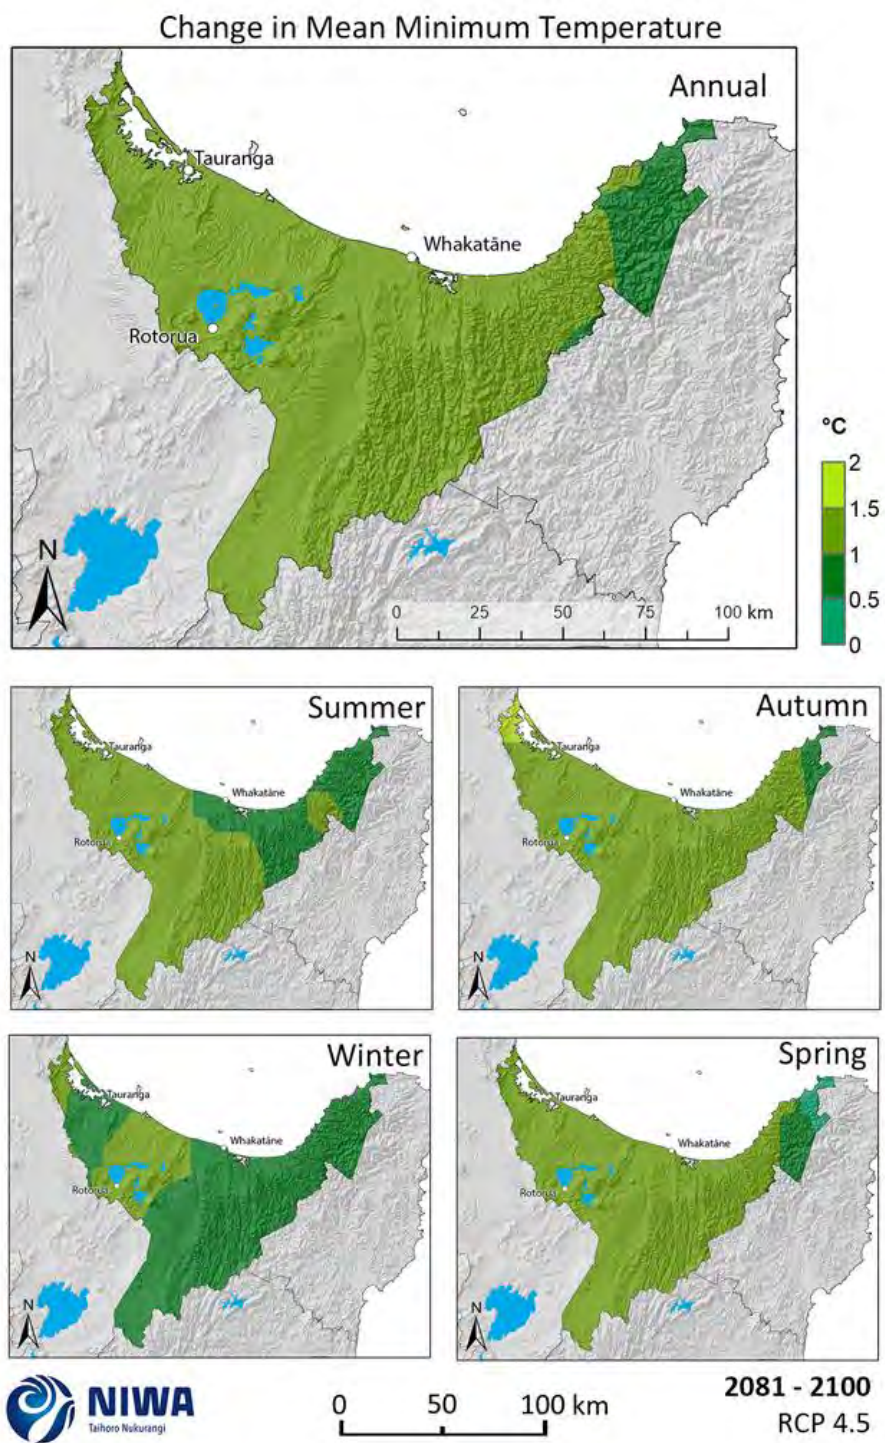 Change in Mean Minimum Temperature
Annual
Tauranga
Whakatāne
Rotorua
°C
2
1.5
1
0.5
0
N
0 25 50 75 100 km
Summer
Tauranga
Whakatāne
Rotorua
N
Autumn
Tauranga
Whakatāne
Rotorua
N
Winter
Tauranga
Whakatāne
Rotorua
N
Spring
Tauranga
Whakatāne
Rotorua
N
NIWA
Taihoro Nukurangi
0 50 100 km
2081 - 2100
RCP 4.5